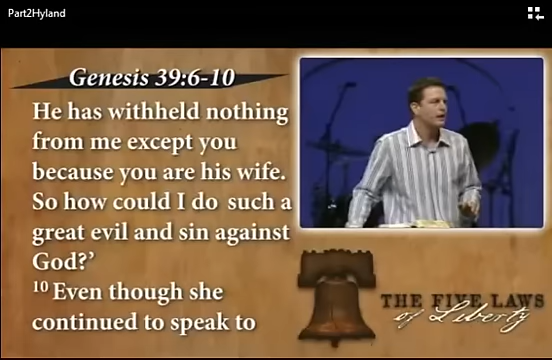 Part2Hyland
Genesis 39:6-10
He has withheld nothing
from me except you
because you are his wife.
So how could I do such a
great evil and sin against
God?’
10 Even though she
continued to speak to
THE FIVE LAWS
of Liberty